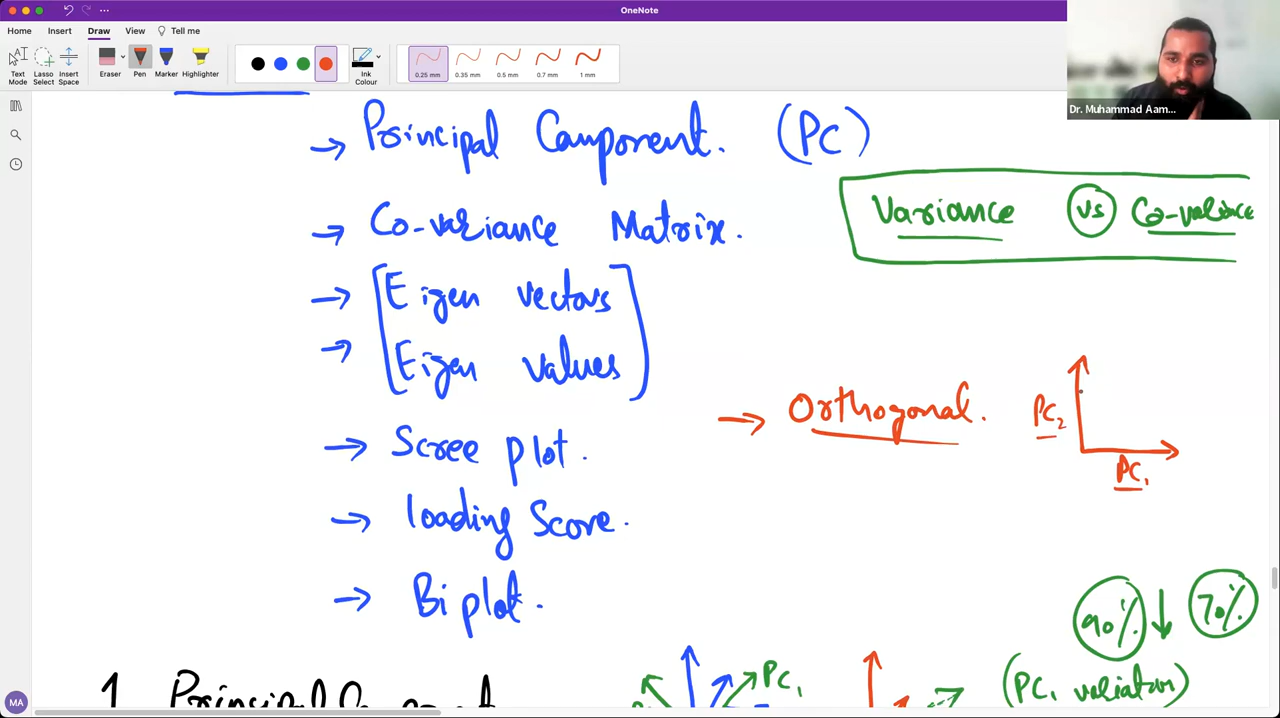 OneNote
Home Insert Draw View Tell me
Text Mode
Lasso Select
Insert Space
Eraser
Pen
Marker
Highlighter
Ink Colour
0.25 mm
0.35 mm
0.5 mm
0.7 mm
1 mm
Dr. Muhammad Aam...
→ Principal Component. (PC)
Variance vs Co-variance
→ Co-variance Matrix.
→ Eigen vectors
→ Eigen values
→ Orthogonal.
PC2
PC1
→ Scree plot.
→ loading Score.
→ Bi plot.
90% ↓ 70%
1 Principal
PC1
(PC1 variation)
MA